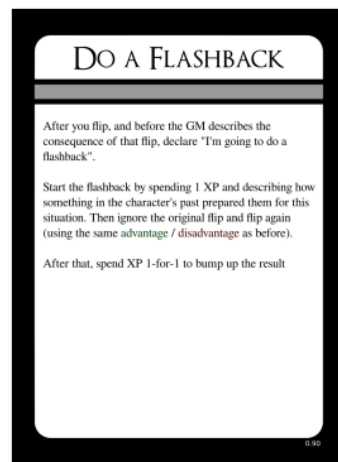 DO A FLASHBACK
After you flip, and before the GM describes the
consequence of that flip, declare "I'm going to do a
flashback".
Start the flashback by spending 1 XP and describing how
something in the character's past prepared them for this
situation. Then ignore the original flip and flip again
(using the same advantage / disadvantage as before).
After that, spend XP 1-for-1 to bump up the result
0.90